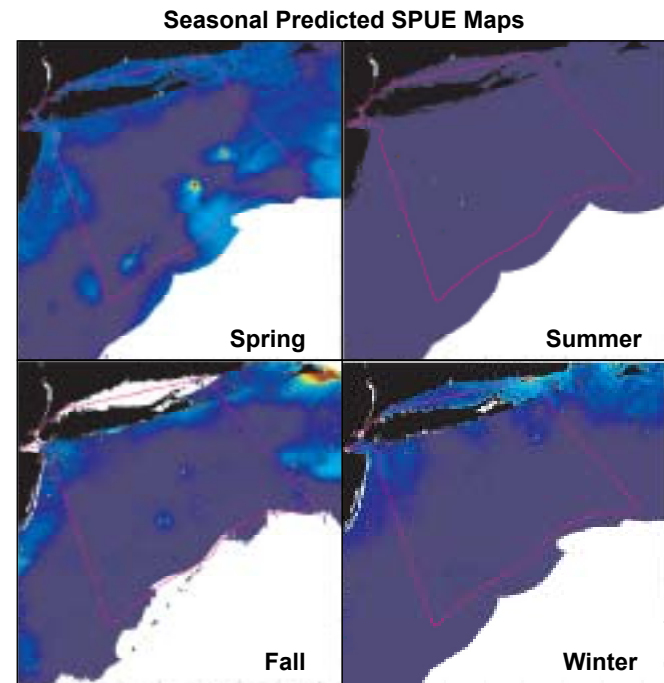 Seasonal Predicted SPUE Maps
Spring
Summer
Fall
Winter